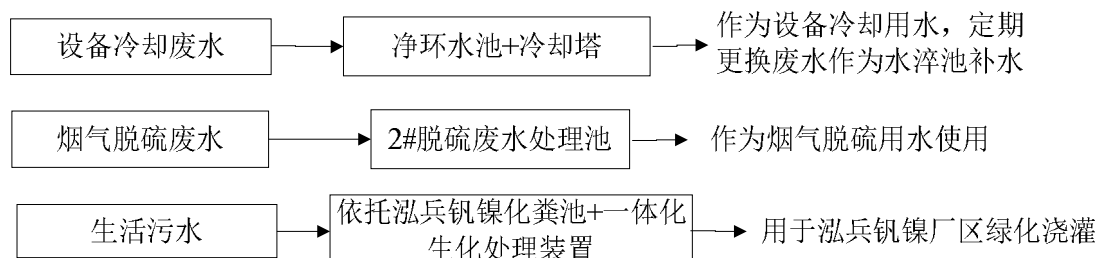 设备冷却废水
净环水池+冷却塔
作为设备冷却用水，定期
更换废水作为水淬池补水
烟气脱硫废水
2#脱硫废水处理池
作为烟气脱硫用水使用
生活污水
依托泓兵钒镍化粪池+一体化
生化处理装置
用于泓兵钒镍厂区绿化浇灌